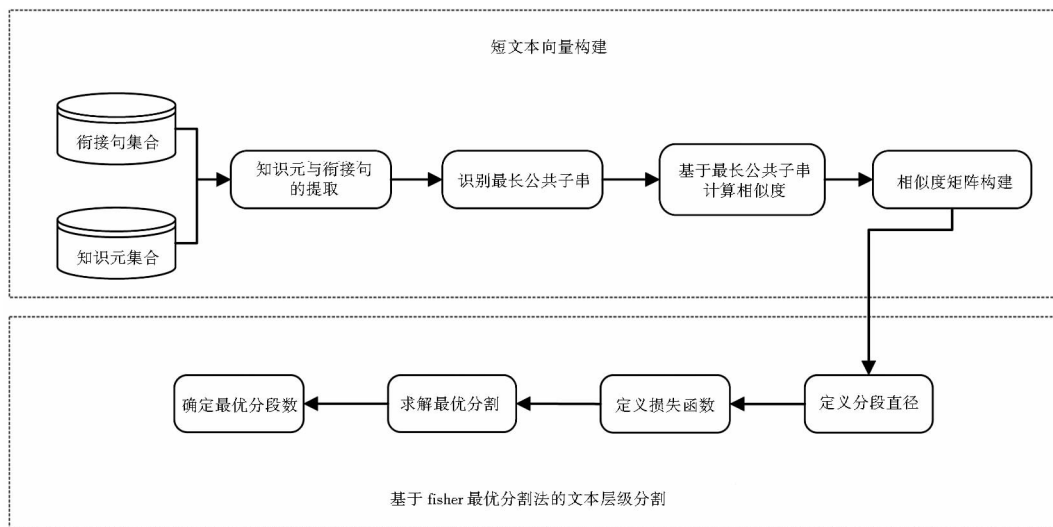 短文本向量构建
衔接句集合
知识元集合
知识元与衔接句
的提取
识别最长公共子串
基于最长公共子串
计算相似度
相似度矩阵构建
定义分段直径
定义损失函数
求解最优分割
确定最优分段数
基于 fisher 最优分割法的文本层级分割